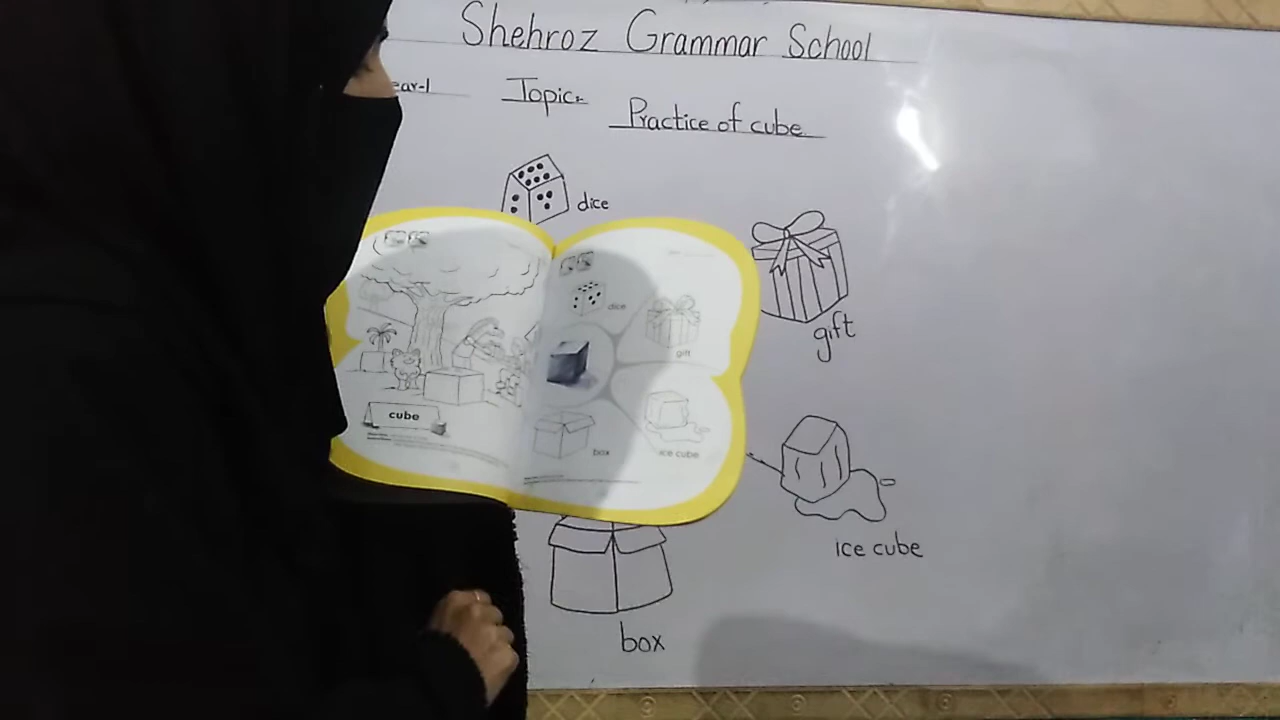 Shehroz Grammar School
Topic:
Practice of cube
dice
gift
ice cube
box
dice
gift
cube
box
ice cube